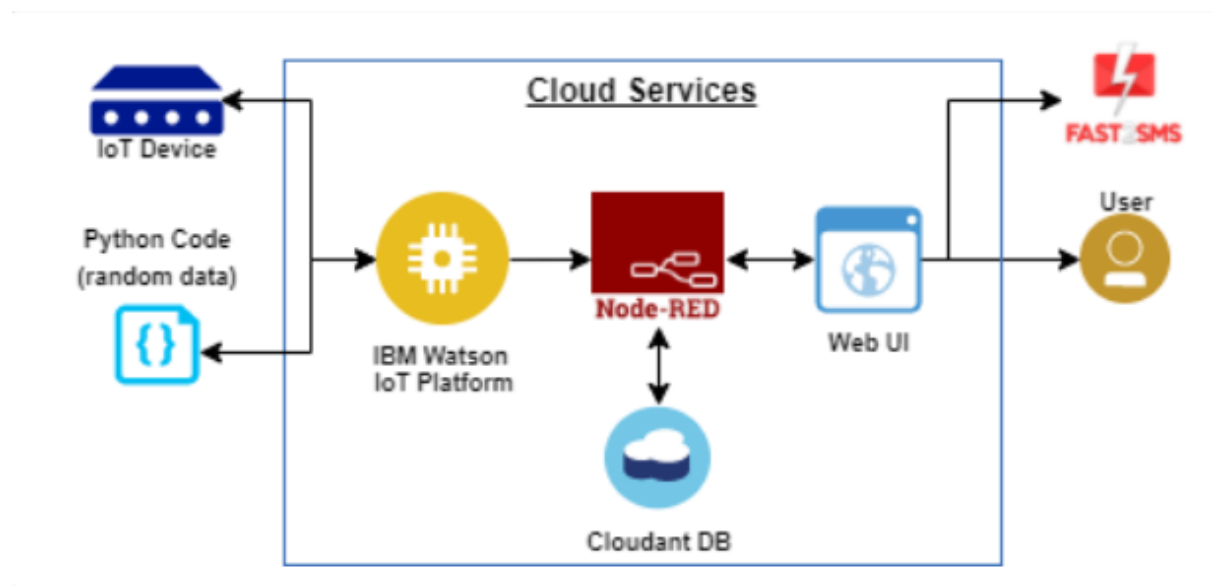 Cloud Services
IoT Device
FAST2SMS
User
Python Code
(random data)
{}
Node-RED
IBM Watson
IoT Platform
Web UI
Cloudant DB